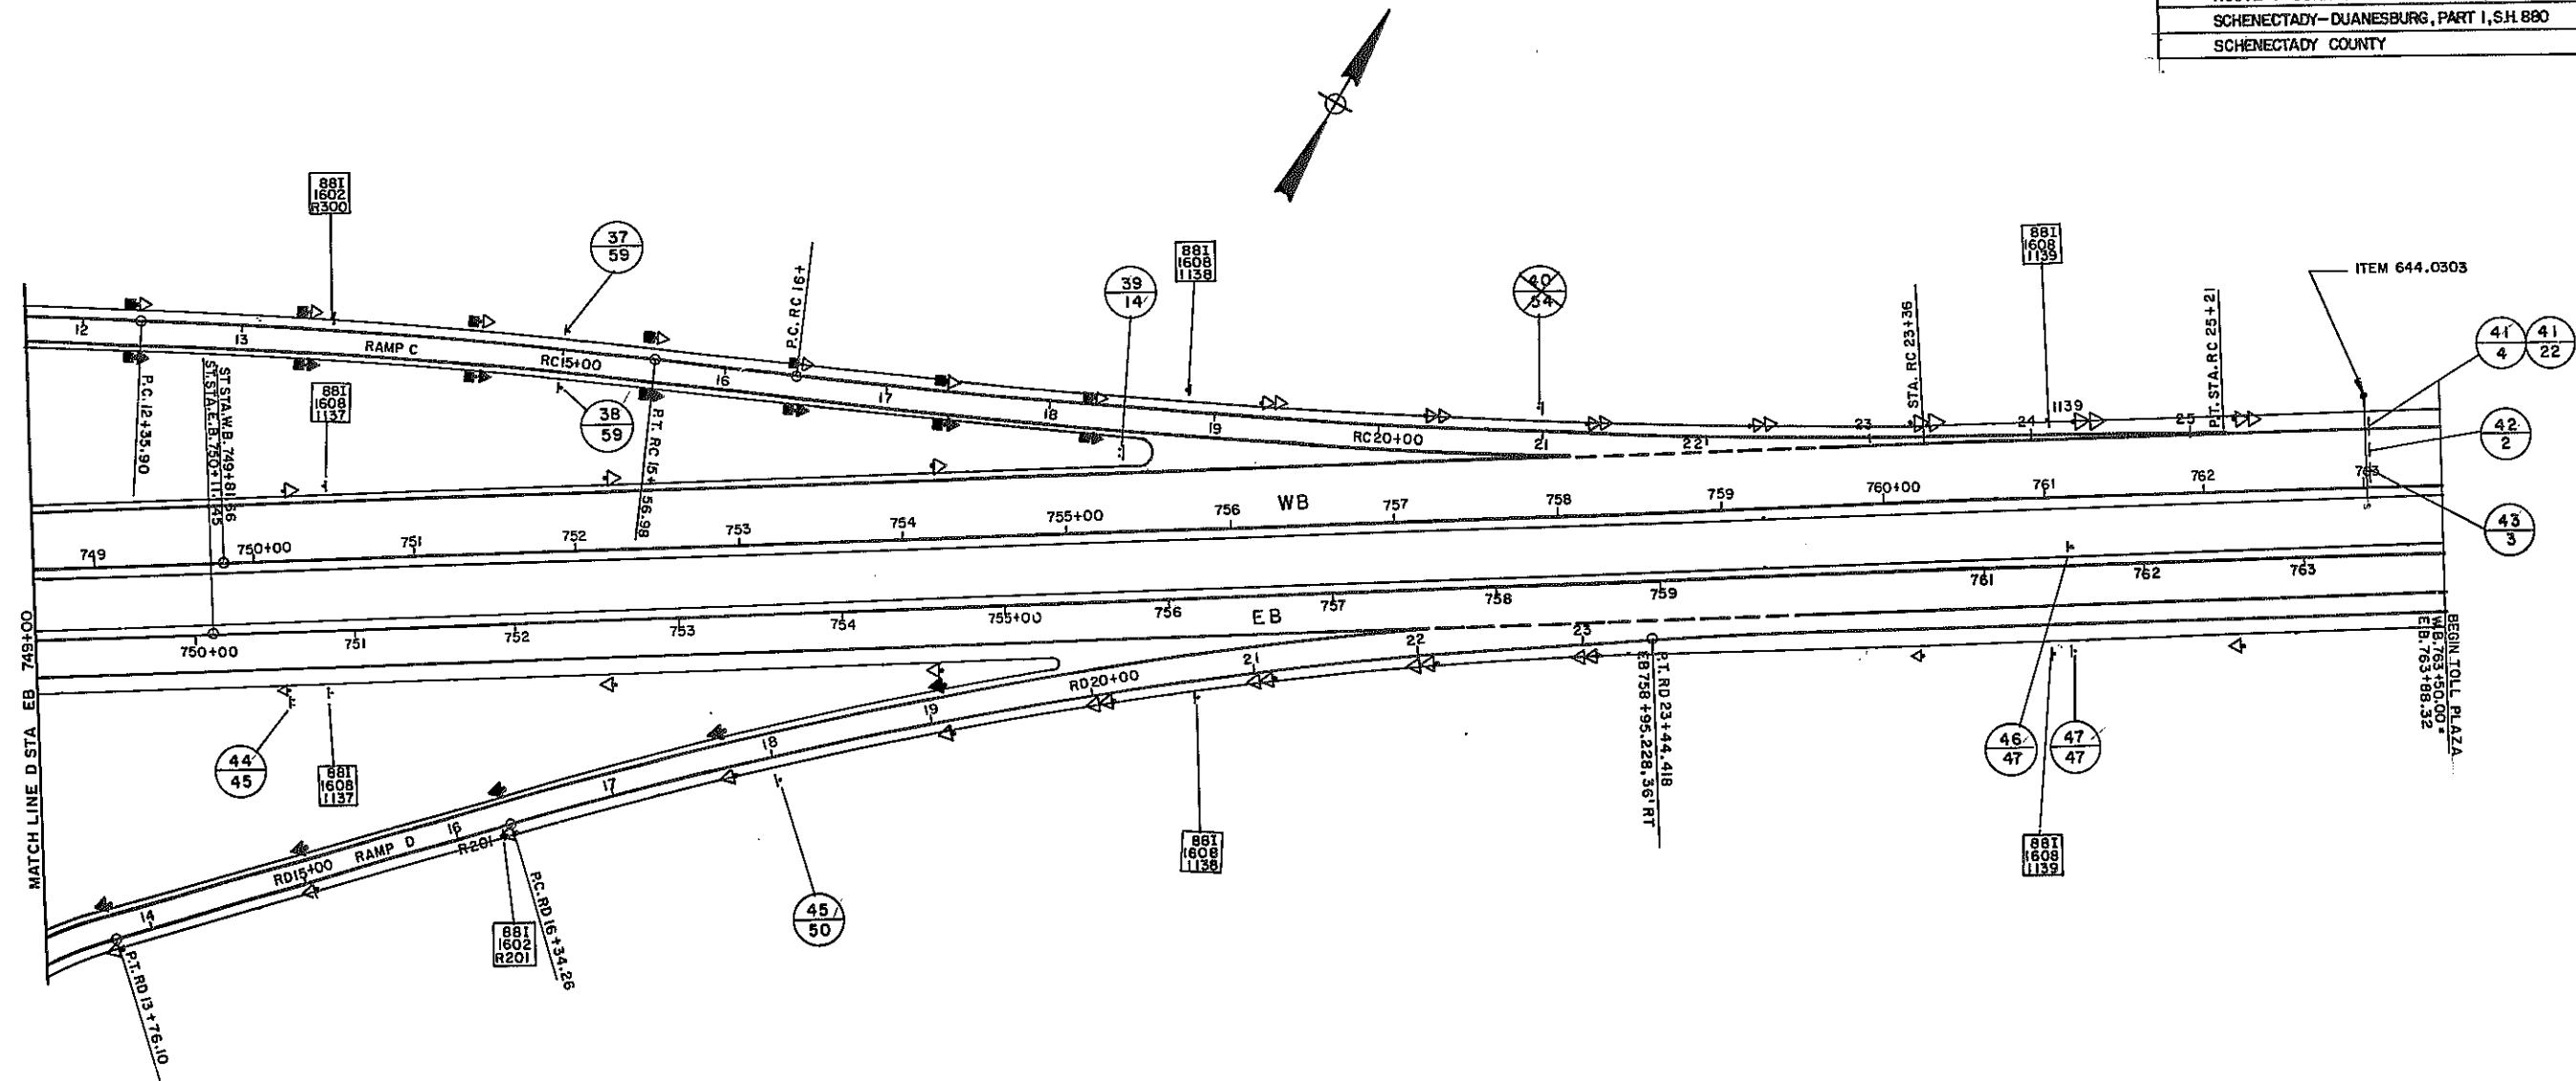 SCHENECTADY-DUANESBURG, PART 1, S.H. 880
SCHENECTADY COUNTY
88I
1602
R300
37
59
P.C. RC 16+
88I
1608
1138
39
14
40
54
88I
1608
1139
ITEM 644.0303
STA. RC 23+36
P.T. STA. RC 25+21
41
4
41
22
42
2
43
3
12
13
RAMP C
RC15+00
16
17
18
19
RC20+00
21
22
23
24
1139
25
P.C. 12+35.90
ST. STA. E.B. 750+11.45
ST STA. W.B. 749+81.56
88I
1608
1137
38
59
P.T. RC 15+56.98
749
750+00
751
752
753
754
755+00
756
WB
757
758
759
760+00
761
762
763
MATCH LINE D STA EB 749+00
750+00
751
752
753
754
755+00
756
EB
757
758
759
761
762
763
BEGIN TOLL PLAZA
W.B. 763+50.00=
E.B. 763+88.32
44
45
88I
1608
1137
14
RD15+00
RAMP D
16
R201
17
18
19
RD20+00
21
22
23
P.T. RD 23+44.418
EB 758+95.228, 36' RT
46
47
47
47
88I
1608
1138
88I
1608
1139
45
50
88I
1602
R201
P.C. RD 16+34.26
P.T. RD 13+76.10